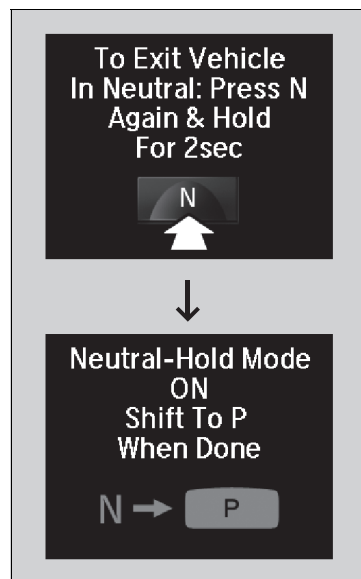 To Exit Vehicle
In Neutral: Press N
Again & Hold
For 2sec
N
Neutral-Hold Mode
ON
Shift To P
When Done
N → P